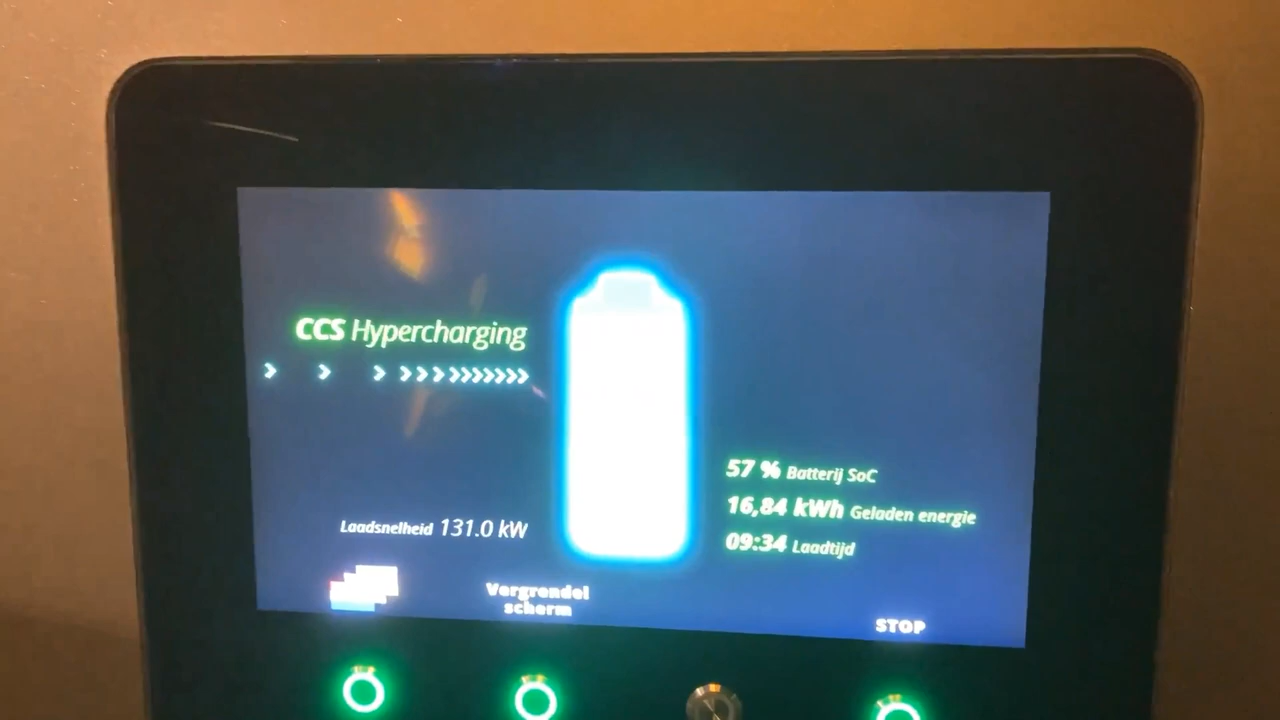 CCS Hypercharging
Laadsnelheid 131.0 kW
57 % Batterij SoC
16,84 kWh Geladen energie
09:34 Laadtijd
Vergrendel
scherm
STOP